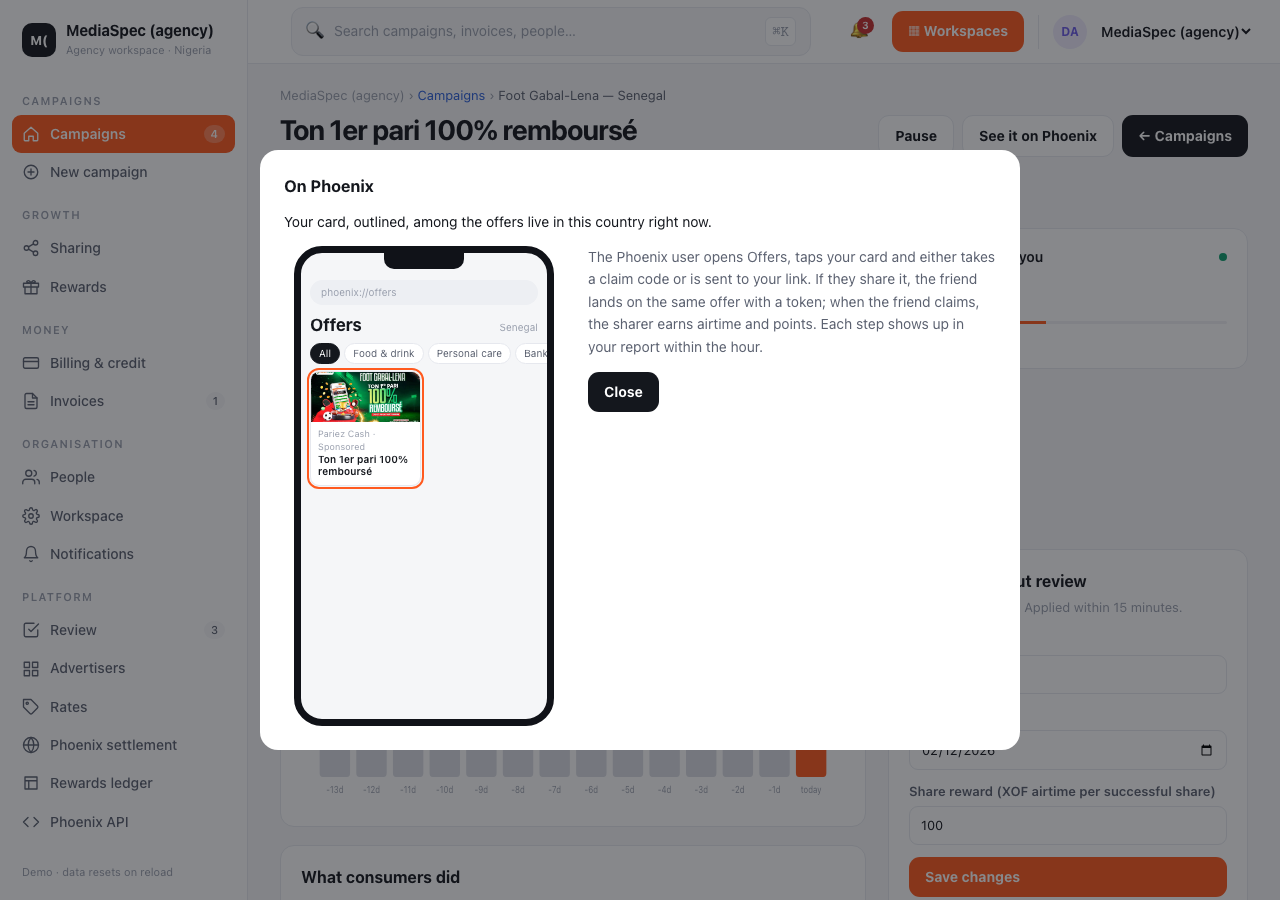 M(
MediaSpec (agency)
Agency workspace · Nigeria
CAMPAIGNS
Campaigns 4
New campaign
GROWTH
Sharing
Rewards
MONEY
Billing & credit
Invoices 1
ORGANISATION
People
Workspace
Notifications
PLATFORM
Review 3
Advertisers
Rates
Phoenix settlement
Rewards ledger
Phoenix API
Demo · data resets on reload
Search campaigns, invoices, people... ⌘K
3
Workspaces
DA
MediaSpec (agency)
MediaSpec (agency) › Campaigns › Foot Gabal-Lena — Senegal
Ton 1er pari 100% remboursé
Pause
See it on Phoenix
← Campaigns
On Phoenix
Your card, outlined, among the offers live in this country right now.
phoenix://offers
Offers
Senegal
All
Food & drink
Personal care
Bank
FOOT GABAL-LENA
TON 1er PARI
100%
REMBOURSÉ
Pariez Cash ·
Sponsored
Ton 1er pari 100%
remboursé
The Phoenix user opens Offers, taps your card and either takes
a claim code or is sent to your link. If they share it, the friend
lands on the same offer with a token; when the friend claims,
the sharer earns airtime and points. Each step shows up in
your report within the hour.
Close
you
review
Applied within 15 minutes.
02/12/2026
Share reward (XOF airtime per successful share)
100
Save changes
-13d -12d -11d -10d -9d -8d -7d -6d -5d -4d -3d -2d -1d today
What consumers did